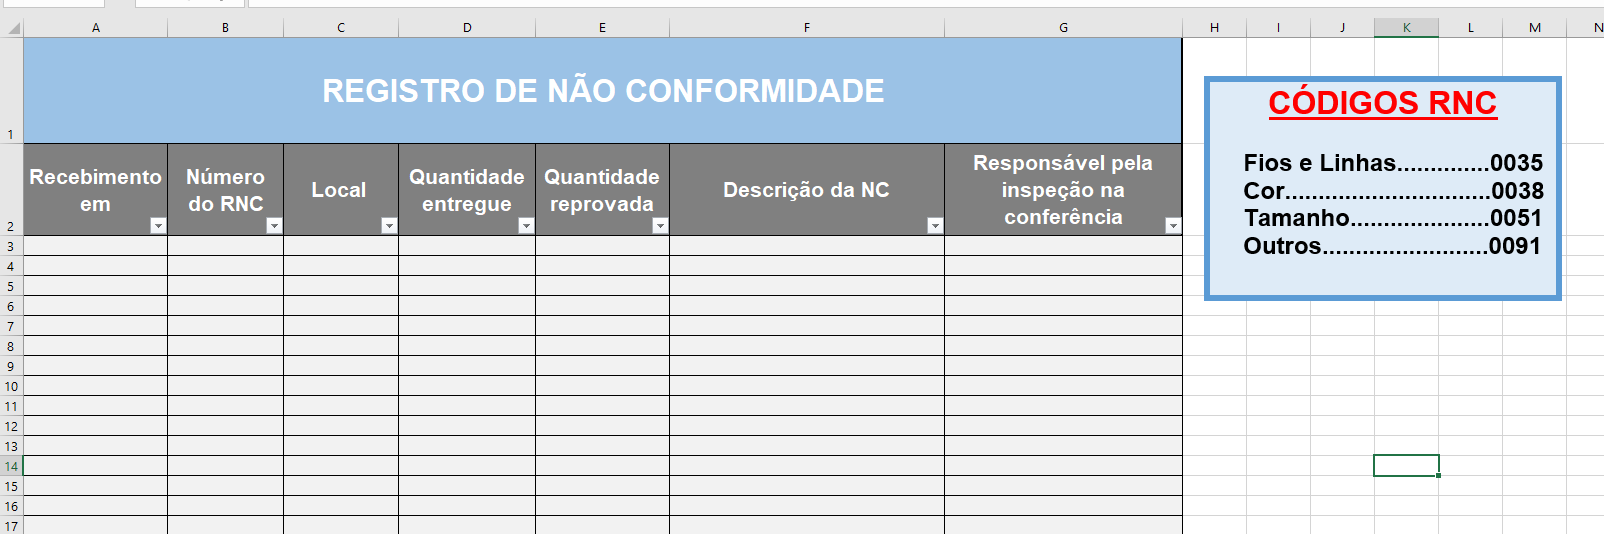 A B C D E F G H I J K L M N
REGISTRO DE NÃO CONFORMIDADE
1
Recebimento
em
Número
do RNC
Local
Quantidade
entregue
Quantidade
reprovada
Descrição da NC
Responsável pela
inspeção na
conferência
2
3
4
5
6
7
8
9
10
11
12
13
14
15
16
17
CÓDIGOS RNC
Fios e Linhas..............0035
Cor...............................0038
Tamanho.....................0051
Outros.........................0091